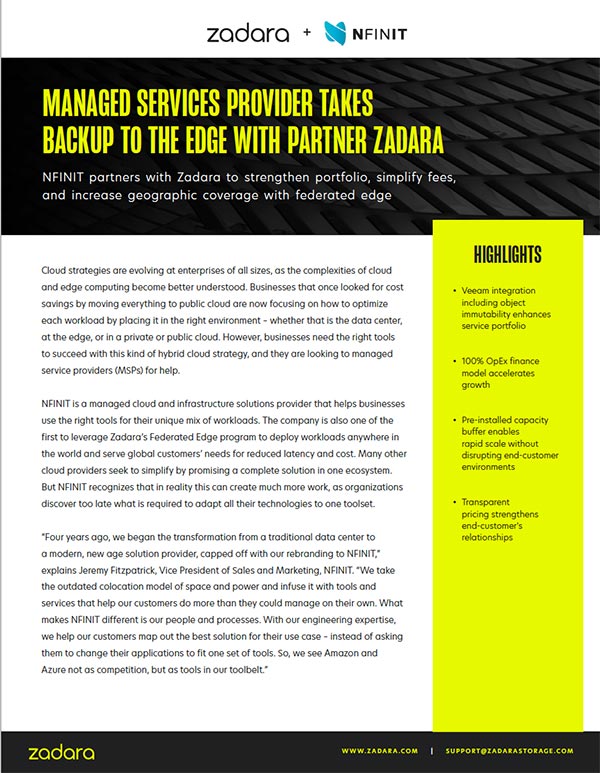 zadara + NFINIT
MANAGED SERVICES PROVIDER TAKES
BACKUP TO THE EDGE WITH PARTNER ZADARA
NFINIT partners with Zadara to strengthen portfolio, simplify fees,
and increase geographic coverage with federated edge
Cloud strategies are evolving at enterprises of all sizes, as the complexities of cloud
and edge computing become better understood. Businesses that once looked for cost
savings by moving everything to public cloud are now focusing on how to optimize
each workload by placing it in the right environment – whether that is the data center,
at the edge, or in a private or public cloud. However, businesses need the right tools
to succeed with this kind of hybrid cloud strategy, and they are looking to managed
service providers (MSPs) for help.
NFINIT is a managed cloud and infrastructure solutions provider that helps businesses
use the right tools for their unique mix of workloads. The company is also one of the
first to leverage Zadara's Federated Edge program to deploy workloads anywhere in
the world and serve global customers' needs for reduced latency and cost. Many other
cloud providers seek to simplify by promising a complete solution in one ecosystem.
But NFINIT recognizes that in reality this can create much more work, as organizations
discover too late what is required to adapt all their technologies to one toolset.
"Four years ago, we began the transformation from a traditional data center to
a modern, new age solution provider, capped off with our rebranding to NFINIT,"
explains Jeremy Fitzpatrick, Vice President of Sales and Marketing, NFINIT. "We take
the outdated colocation model of space and power and infuse it with tools and
services that help our customers do more than they could manage on their own. What
makes NFINIT different is our people and processes. With our engineering expertise,
we help our customers map out the best solution for their use case – instead of asking
them to change their applications to fit one set of tools. So, we see Amazon and
Azure not as competition, but as tools in our toolbelt."
HIGHLIGHTS
• Veeam integration
including object
immutability enhances
service portfolio
• 100% OpEx finance
model accelerates
growth
• Pre-installed capacity
buffer enables
rapid scale without
disrupting end-customer
environments
• Transparent
pricing strengthens
end-customer's
relationships
zadara
WWW.ZADARA.COM | SUPPORT@ZADARASTORAGE.COM